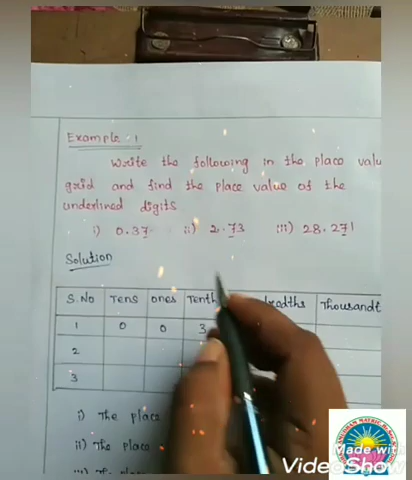 Example : 1
Write the following in the place valu
grid and find the place value of the
underlined digits
i) 0.37 ii) 2.73 iii) 28.271
Solution
S.No Tens ones Tenth redths Thousandt
1 0 0 3
2
3
i) The place
ii) The place
Made with
VideoShow